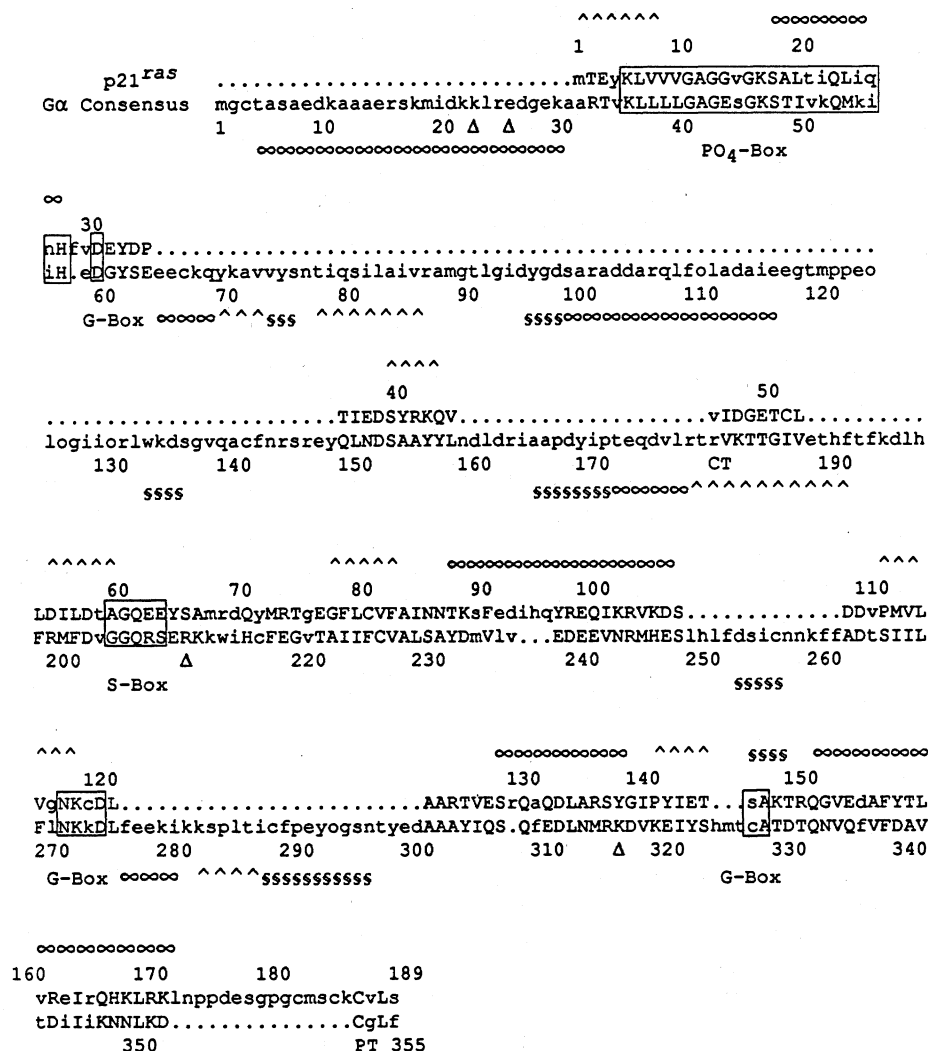 ^^^^^^^ ∞∞∞∞∞∞∞∞
1 10 20
p21ras ..............................mTEyKLVVVGAGGvGKSALtiQLiq
Gα Consensus mgctasaedkaaaerskmidkklredgekaaRTvKLLLLGAGEsGKSTIvkQMki
1 10 20 Δ Δ 30 40 50
∞∞∞∞∞∞∞∞∞∞∞∞∞∞∞∞∞∞∞∞∞∞∞∞∞ PO4-Box
∞
30
nHfvDEYDP............................................................
iH.eDGYSEeeckqykavvysntiqsilaivramgtlgidygdsaraddarqlfoladaieegtmppeo
60 70 80 90 100 110 120
G-Box ∞∞∞∞∞^^^^§§§ ^^^^^^^^^ §§§§∞∞∞∞∞∞∞∞∞∞∞∞∞∞∞∞∞∞
^^^^^
40 50
........................TIEDSYRKQV.....................vIDGETCL..........
logiiorlwkdsgvqacfnrsreyQLNDSAAYYLndldriaapdyipteqdvlrtrVKTTGIVethftfkdlh
130 140 150 160 170 CT 190
§§§§ §§§§§§§∞∞∞∞∞∞^^^^^^^^^^^^^
^^^^^^ ^^^^^^ ∞∞∞∞∞∞∞∞∞∞∞∞∞∞∞∞∞∞∞ ^^^
60 70 80 90 100 110
LDILDtAGQEEYSAmrdQyMRTgEGFLCVFAINNTKsFedihqYREQIKRVKDS.............DDvPMVL
FRMFDvGGQRSERKkwiHcFEGvTAIIFCVALSAYDmVlv...EDEEVNRMHESlhlfdsicnnkffADtSIIL
200 Δ 220 230 240 250 260
S-Box §§§§§
^^^ ∞∞∞∞∞∞∞∞∞∞∞ ^^^^^ §§§§ ∞∞∞∞∞∞∞∞∞∞
120 130 140 150
VgNKcDL.........................AARTVESrQaQDLARSYGIPYIET...sAKTRQGVEdAFYTL
FlNKkDLfeekikksplticfpeyogsntyedAAAYIQS.QfEDLNMRKDVKEIYShmtcATDTQNVQfVFDAV
270 280 290 300 310 Δ 320 330 340
G-Box ∞∞∞∞∞ ^^^^^§§§§§§§§§§§ G-Box
∞∞∞∞∞∞∞∞∞∞∞∞
160 170 180 189
vReIrQHKLRKlnppdesgpgcmsckCvLs
tDiIIiKNNLKD...............CgLf
350 PT 355